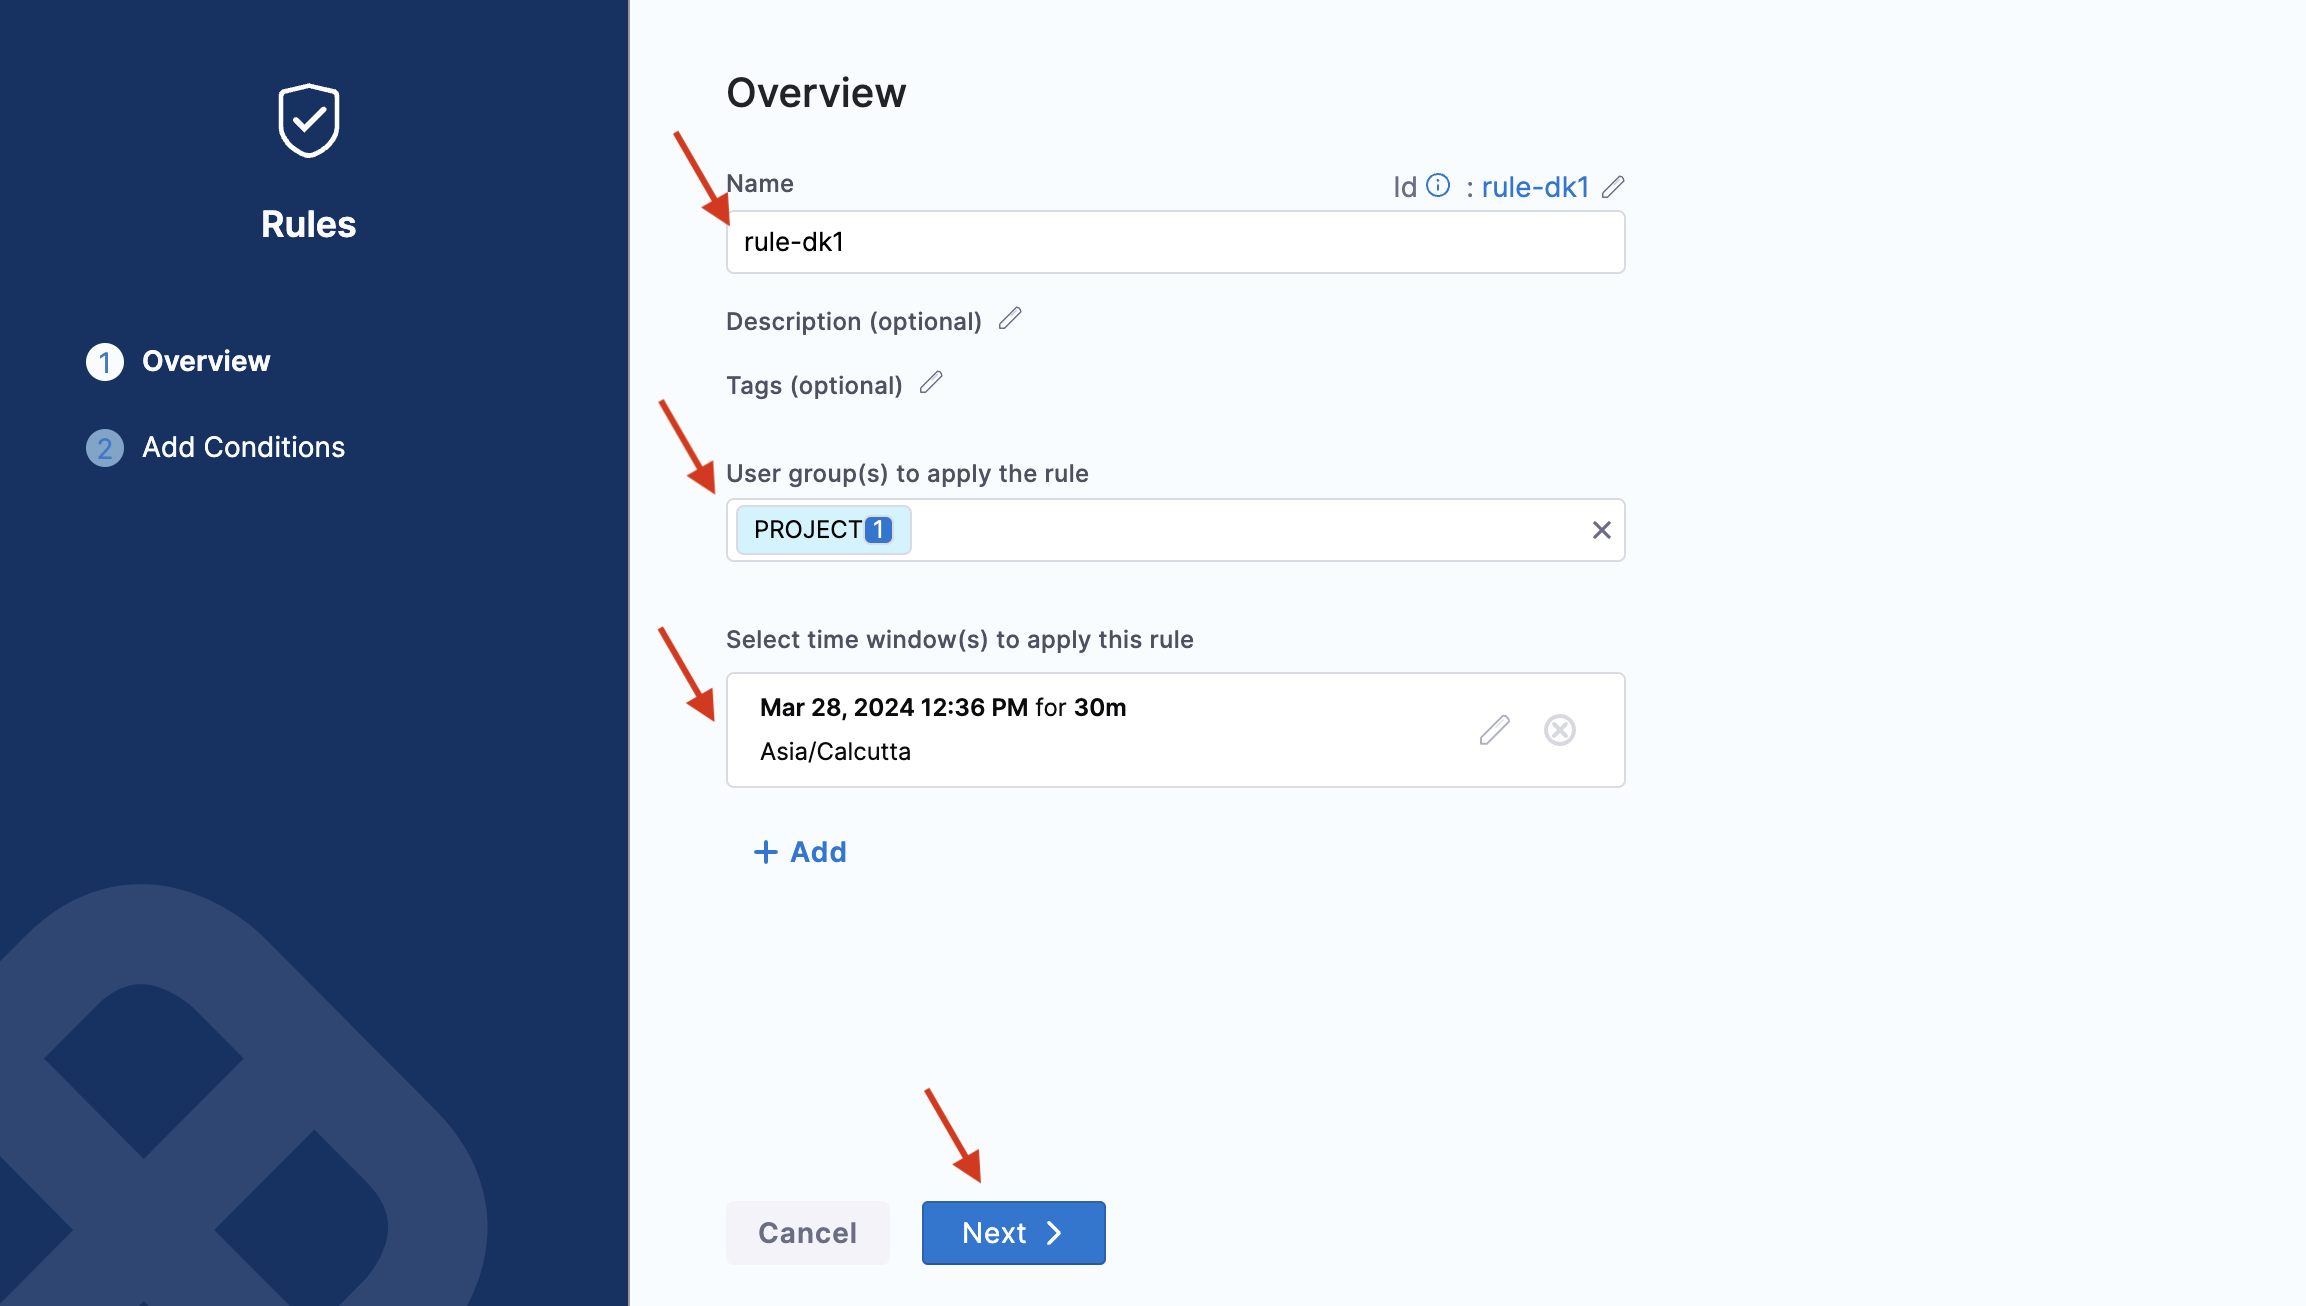 Rules
1 Overview
2 Add Conditions
Overview
Name
Id : rule-dk1
rule-dk1
Description (optional)
Tags (optional)
User group(s) to apply the rule
PROJECT 1
Select time window(s) to apply this rule
Mar 28, 2024 12:36 PM for 30m
Asia/Calcutta
+ Add
Cancel
Next